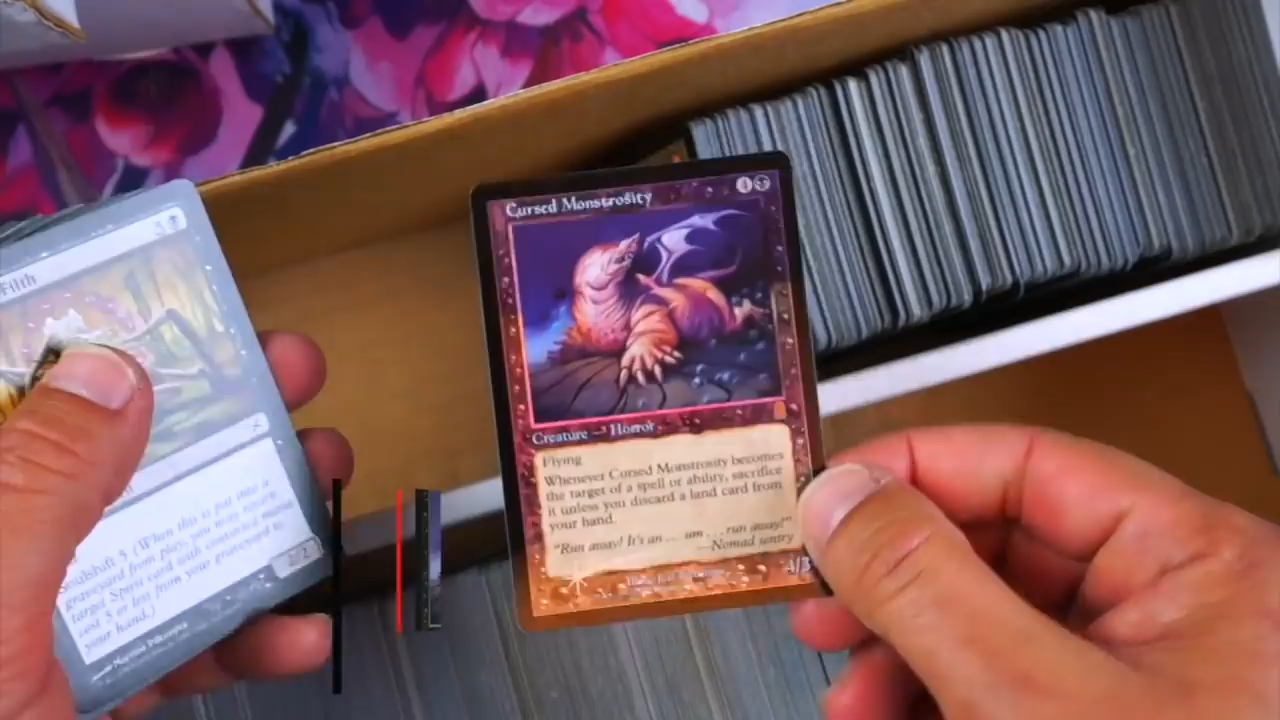 Cursed Monstrosity
4
Creature — Horror
Flying
Whenever Cursed Monstrosity becomes
the target of a spell or ability, sacrifice
it unless you discard a land card from
your hand.
"Run away! It's an ... um ... run away!"
—Nomad sentry
4/3
Filth
Soulshift 5 (When this is put into a
graveyard from play, you may return
target Spirit card with converted mana
cost 5 or less from your graveyard to
your hand.)
2/2